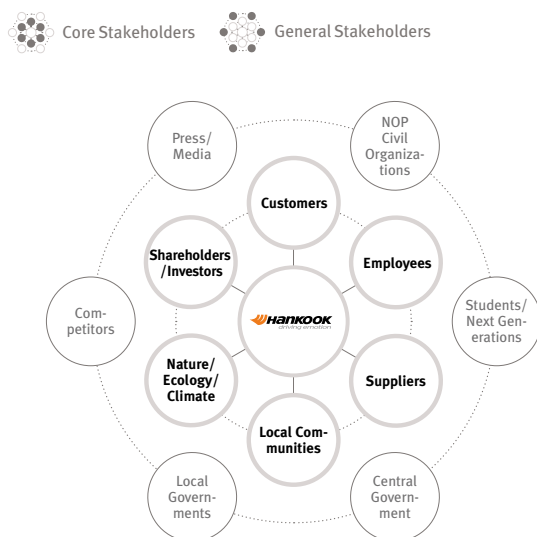 Core Stakeholders
General Stakeholders
Press/
Media
NOP
Civil
Organiza-
tions
Customers
Shareholders
/Investors
Employees
Com-
petitors
HANKOOK
driving emotion
Students/
Next Gen-
erations
Nature/
Ecology/
Climate
Suppliers
Local Com-
munities
Local
Govern-
ments
Central
Govern-
ment